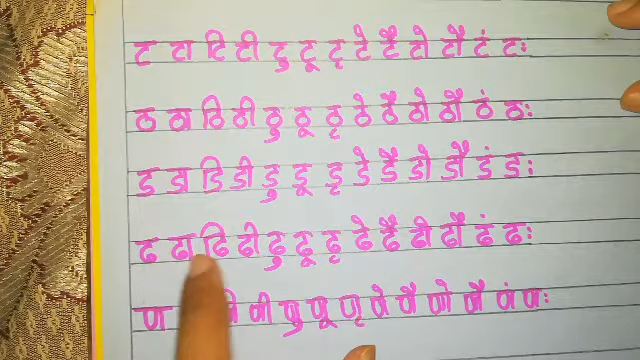 ट टा टि टी टु टू टृ टे टै टो टौ टं टः
ठ ठा ठि ठी ठु ठू ठृ ठे ठै ठो ठौ ठं ठः
ड डा डि डी डु डू डृ डे डै डो डौ डं डः
ढ ढा ढि ढी ढु ढू ढृ ढे ढै ढो ढौ ढं ढः
ण णी णु णू णृ णे णै णो णौ णं णः